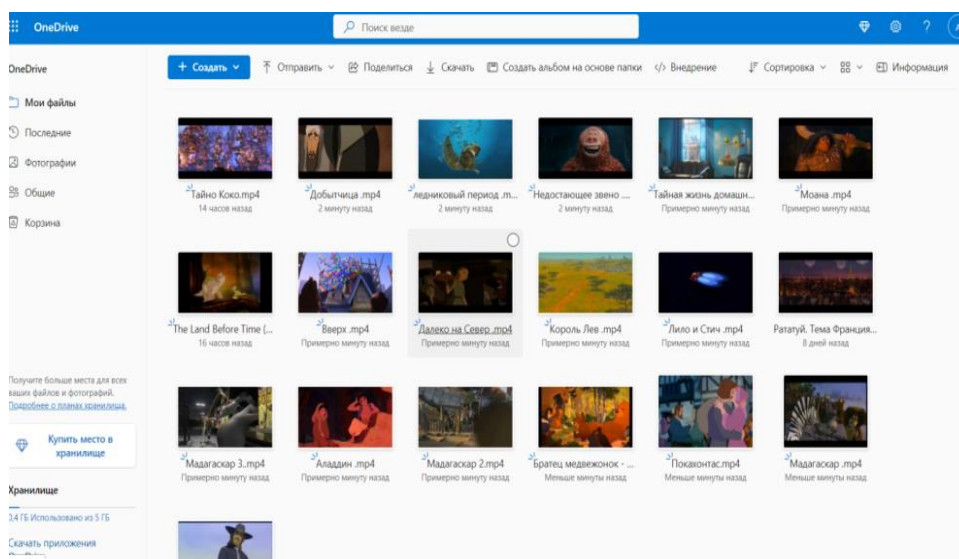 OneDrive
Поиск везде
?
OneDrive
+ Создать
Отправить
Поделиться
Скачать
Создать альбом на основе папки
</> Внедрение
Сортировка
Информация
Мои файлы
Последние
Фотографии
Общие
Корзина
Тайно Коко.mp4
Добытчица .mp4
ледниковый период .m...
Недостающее звено ....
Тайная жизнь домашн...
Моана .mp4
14 часов назад
2 минуту назад
2 минуту назад
2 минуту назад
Примерно минуту назад
Примерно минуту назад
The Land Before Time (...
Вверх .mp4
Далеко на Север .mp4
Король Лев .mp4
Лило и Стич .mp4
Рататуй. Тема Франция...
16 часов назад
Примерно минуту назад
Примерно минуту назад
Примерно минуту назад
Примерно минуту назад
8 дней назад
Получите больше места для всех
ваших файлов и фотографий.
Подробнее о планах хранилища.
Купить место в
хранилище
Мадагаскар 3..mp4
Аладдин .mp4
Мадагаскар 2.mp4
Братец медвежонок - ...
Покахонтас.mp4
Мадагаскар .mp4
Примерно минуту назад
Примерно минуту назад
Примерно минуту назад
Меньше минуты назад
Меньше минуты назад
Меньше минуты назад
Хранилище
0,4 ГБ Использовано из 5 ГБ
Скачать приложения